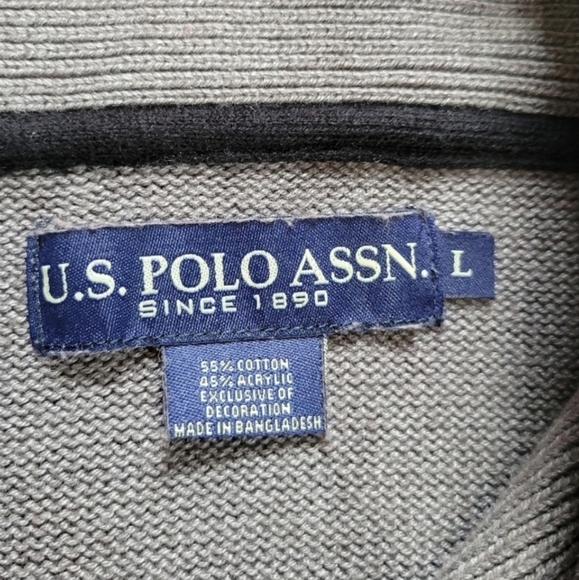 U.S. POLO ASSN. L
SINCE 1890
55% COTTON
45% ACRYLIC
EXCLUSIVE OF
DECORATION
MADE IN BANGLADESH